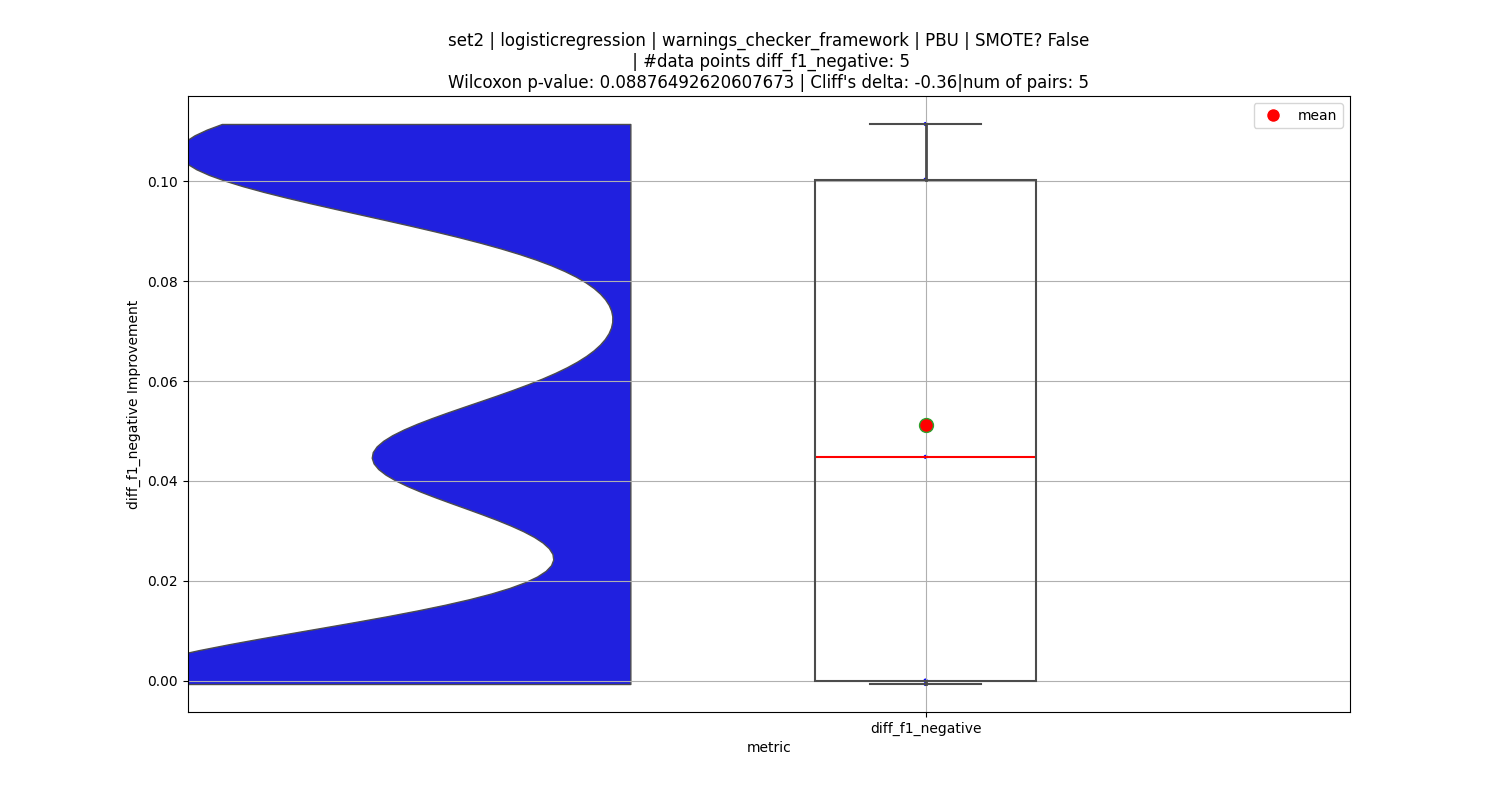 set2 | logisticregression | warnings_checker_framework | PBU | SMOTE? False
| #data points diff_f1_negative: 5
Wilcoxon p-value: 0.08876492620607673 | Cliff's delta: -0.36|num of pairs: 5
mean
0.10
0.08
0.06
0.04
0.02
0.00
diff_f1_negative Improvement
diff_f1_negative
metric